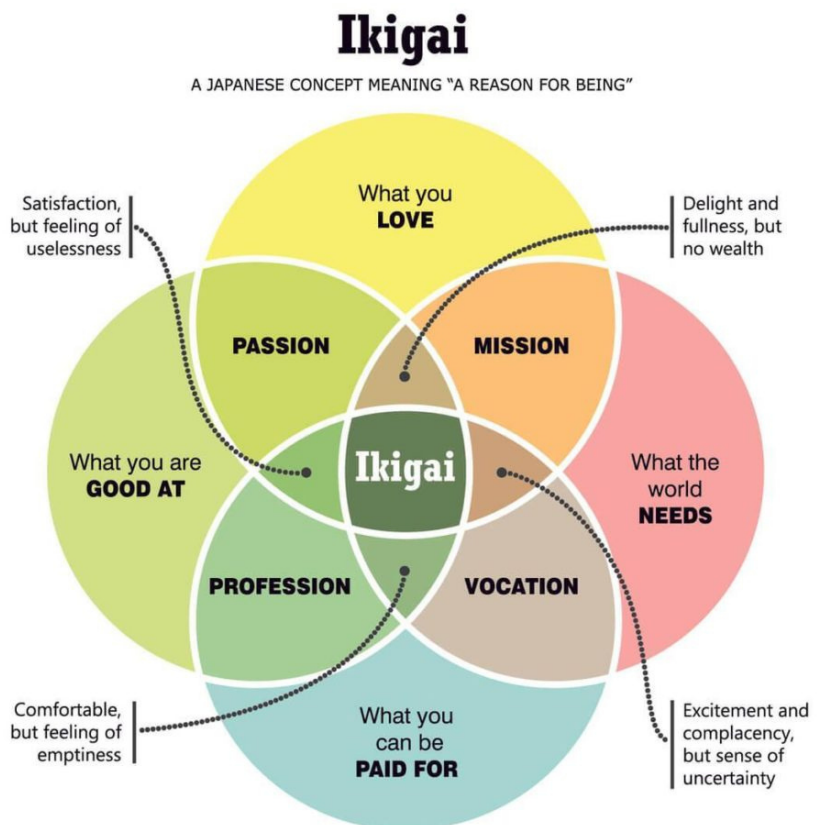 Ikigai
A JAPANESE CONCEPT MEANING “A REASON FOR BEING”
What you
LOVE
Satisfaction,
but feeling of
uselessness
Delight and
fullness, but
no wealth
PASSION
MISSION
What you are
GOOD AT
Ikigai
What the
world
NEEDS
PROFESSION
VOCATION
Comfortable,
but feeling of
emptiness
What you
can be
PAID FOR
Excitement and
complacency,
but sense of
uncertainty